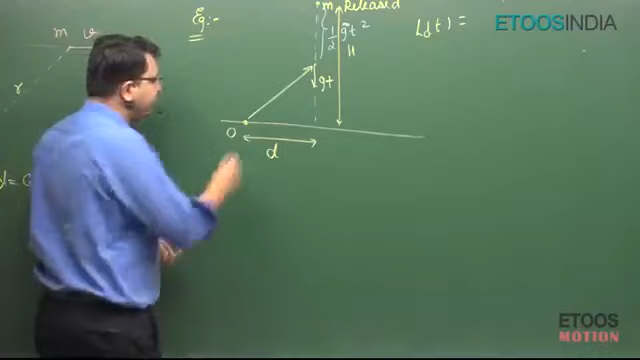 m v
r
Eg:-
m Released
1/2 gt²
H
gt
O
d
L(t) =
ETOOSINDIA
ETOOS
MOTION